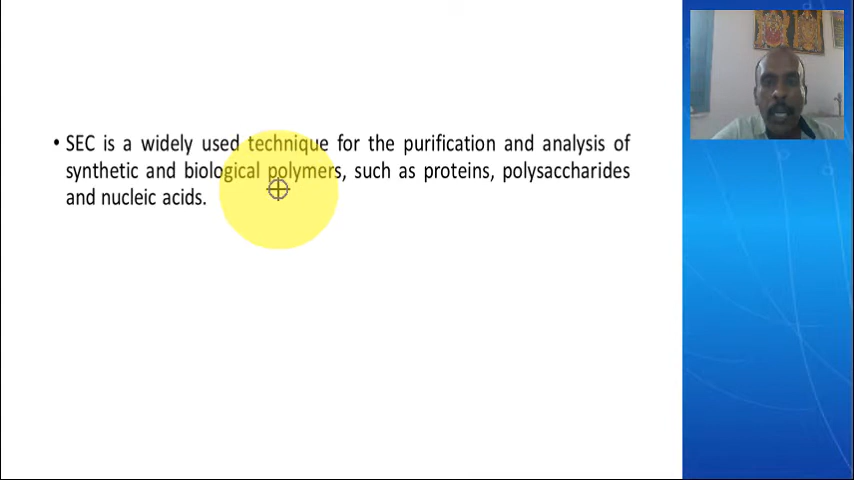 • SEC is a widely used technique for the purification and analysis of
synthetic and biological polymers, such as proteins, polysaccharides
and nucleic acids.